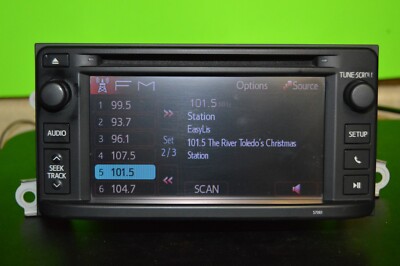 TUNE•SCROLL
FM
Options
Source
1 99.5
2 93.7
3 96.1
4 107.5
5 101.5
6 104.7
>>
Set
2/3
<<
101.5
Station
EasyLis
101.5 The River Toledo's Christmas
Station
SCAN
AUDIO
SEEK
TRACK
SETUP